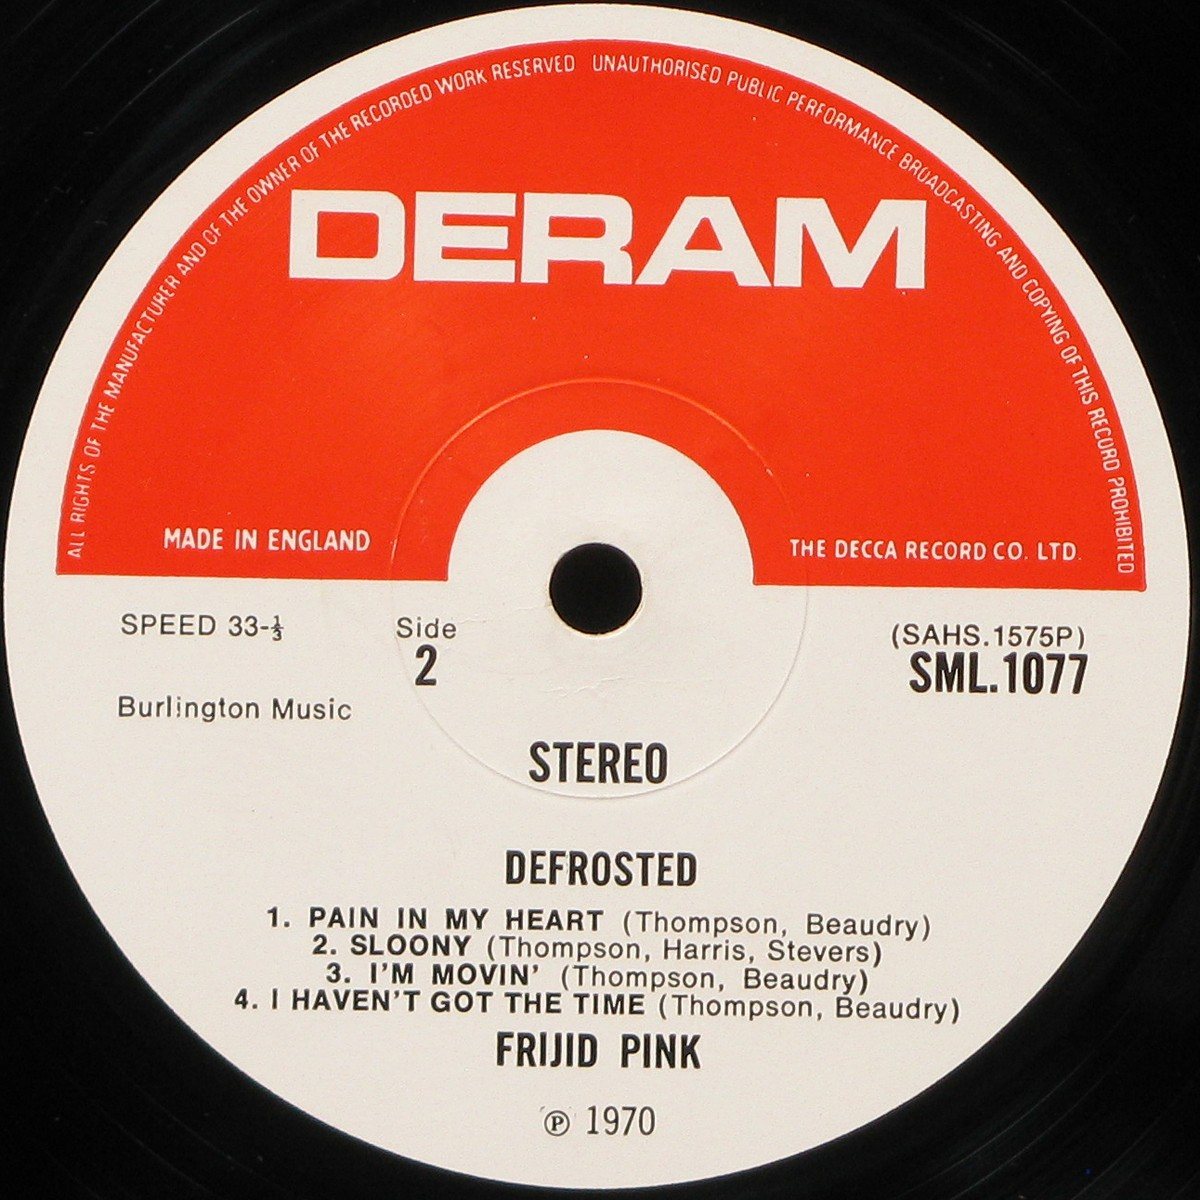 ALL RIGHTS OF THE MANUFACTURER AND OF THE OWNER OF THE RECORDED WORK RESERVED UNAUTHORISED PUBLIC PERFORMANCE BROADCASTING AND COPYING OF THIS RECORD PROHIBITED
DERAM
MADE IN ENGLAND
THE DECCA RECORD CO. LTD.
SPEED 33-⅓
Side
2
(SAHS.1575P)
SML.1077
Burlington Music
STEREO
DEFROSTED
1. PAIN IN MY HEART (Thompson, Beaudry)
2. SLOONY (Thompson, Harris, Stevers)
3. I'M MOVIN' (Thompson, Beaudry)
4. I HAVEN'T GOT THE TIME (Thompson, Beaudry)
FRIJID PINK
℗ 1970